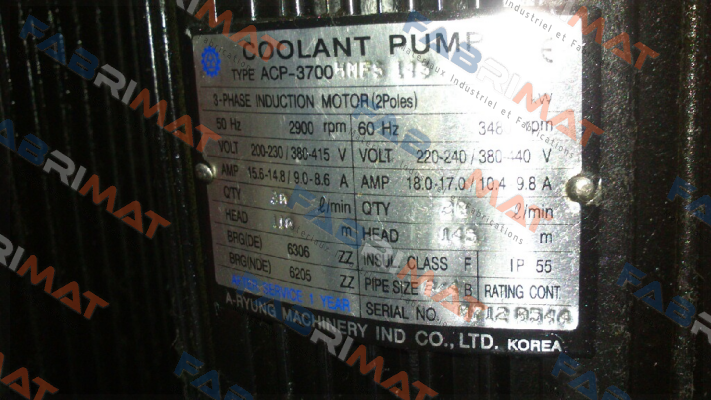 COOLANT PUMP
TYPE ACP-3700
3-PHASE INDUCTION MOTOR (2Poles) kW
50 Hz 2900 rpm 60 Hz rpm
VOLT 200-230 / 380-415 V VOLT 220-240 / 380-440 V
AMP 15.6-14.8 / 9.0-8.6 A AMP 18.0-17.0 / 10.4 9.8 A
QTY ℓ/min QTY ℓ/min
HEAD 110 m HEAD 145 m
BRG(DE) 6306 ZZ INSUL CLASS F IP 55
BRG(NDE) 6205 ZZ PIPE SIZE B RATING CONT.
AFTER SERVICE 1 YEAR SERIAL NO.
A-RYUNG MACHINERY IND CO., LTD. KOREA
FABRIMAT